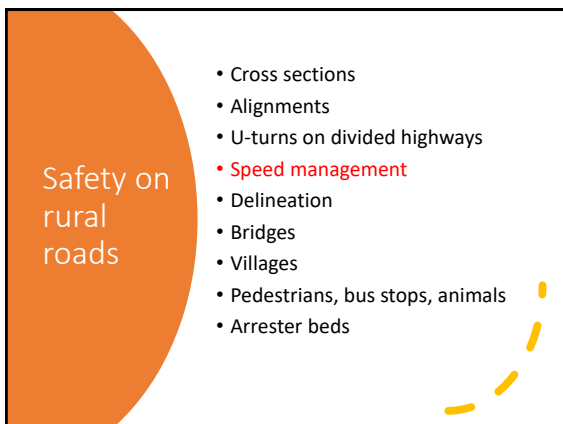 Safety on
rural
roads
• Cross sections
• Alignments
• U-turns on divided highways
• Speed management
• Delineation
• Bridges
• Villages
• Pedestrians, bus stops, animals
• Arrester beds